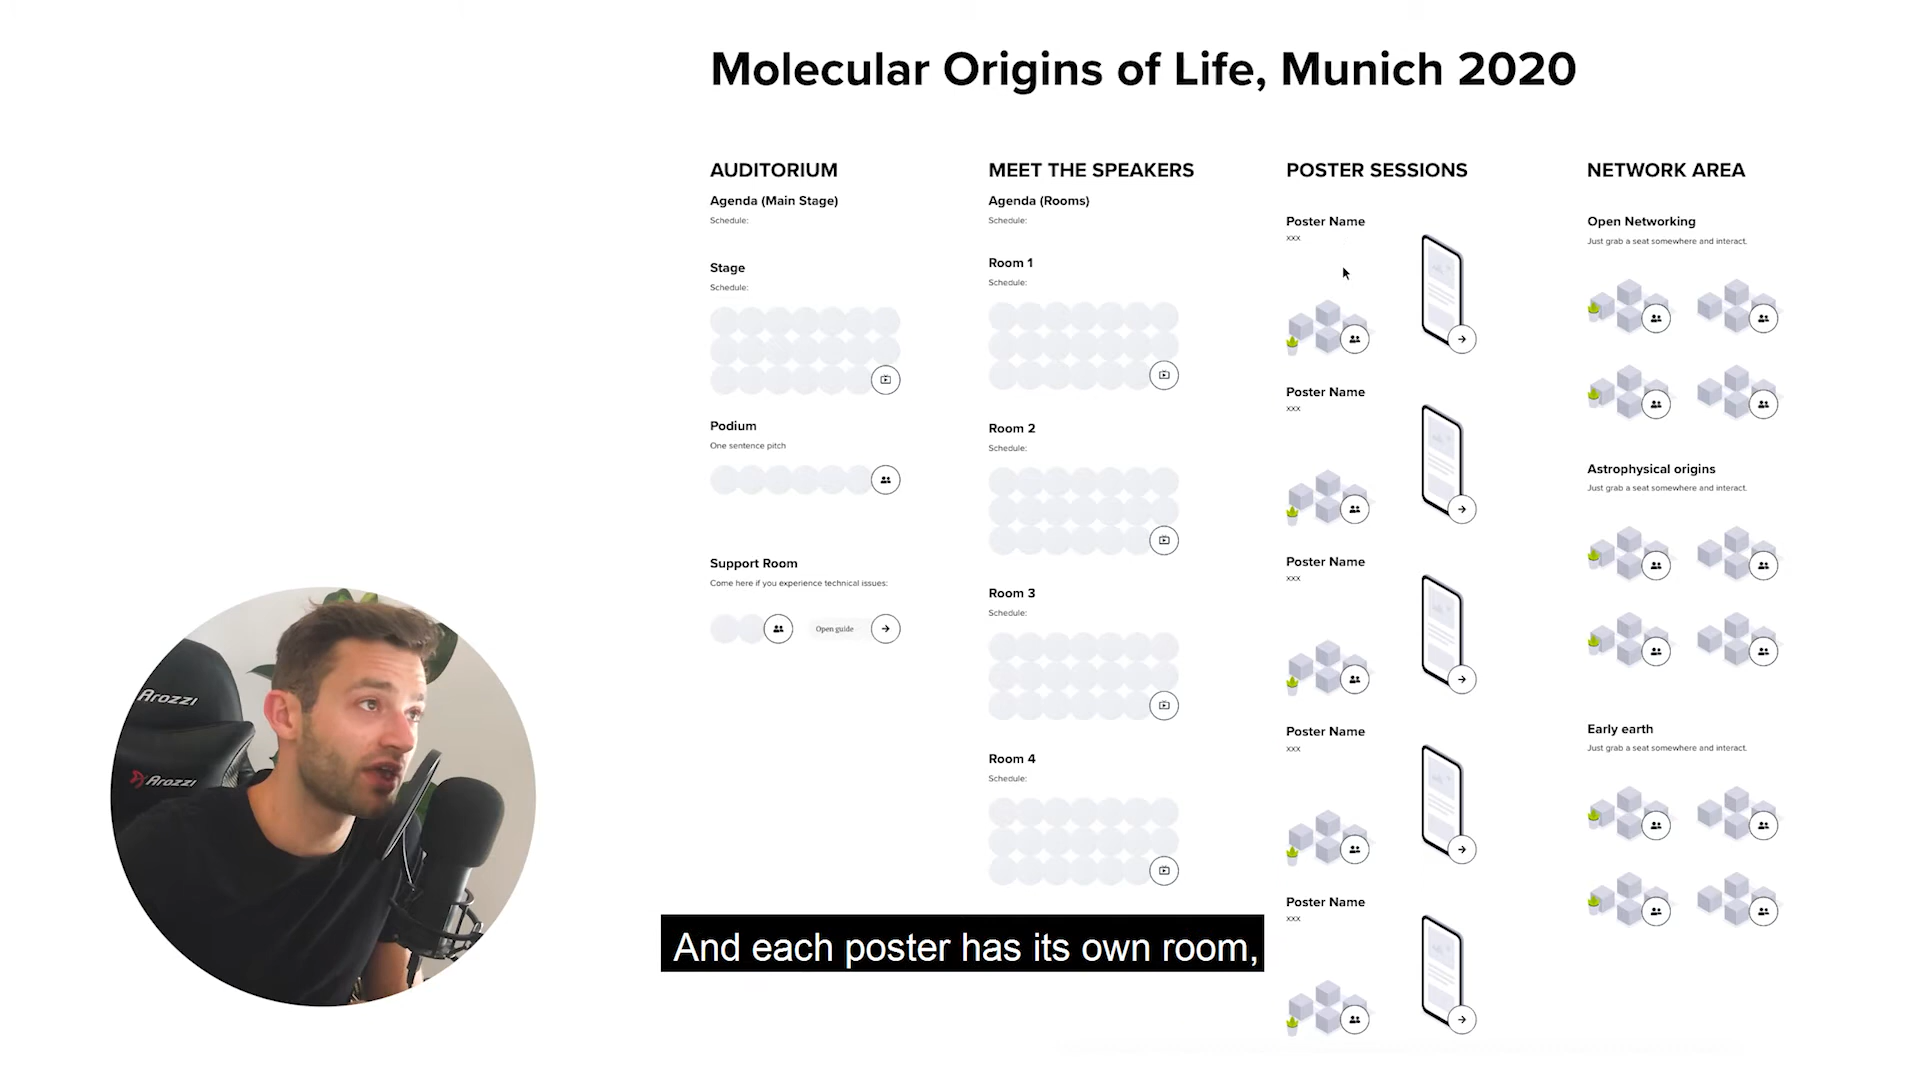 Molecular Origins of Life, Munich 2020
AUDITORIUM
Agenda (Main Stage)
Schedule:
Stage
Schedule:
Podium
One sentence pitch
Support Room
Come here if you experience technical issues:
Open guide
MEET THE SPEAKERS
Agenda (Rooms)
Schedule:
Room 1
Schedule:
Room 2
Schedule:
Room 3
Schedule:
Room 4
Schedule:
POSTER SESSIONS
Poster Name
xxx
Poster Name
xxx
Poster Name
xxx
Poster Name
xxx
Poster Name
xxx
NETWORK AREA
Open Networking
Just grab a seat somewhere and interact.
Astrophysical origins
Just grab a seat somewhere and interact.
Early earth
Just grab a seat somewhere and interact.
Arozzi
Arozzi
And each poster has its own room,